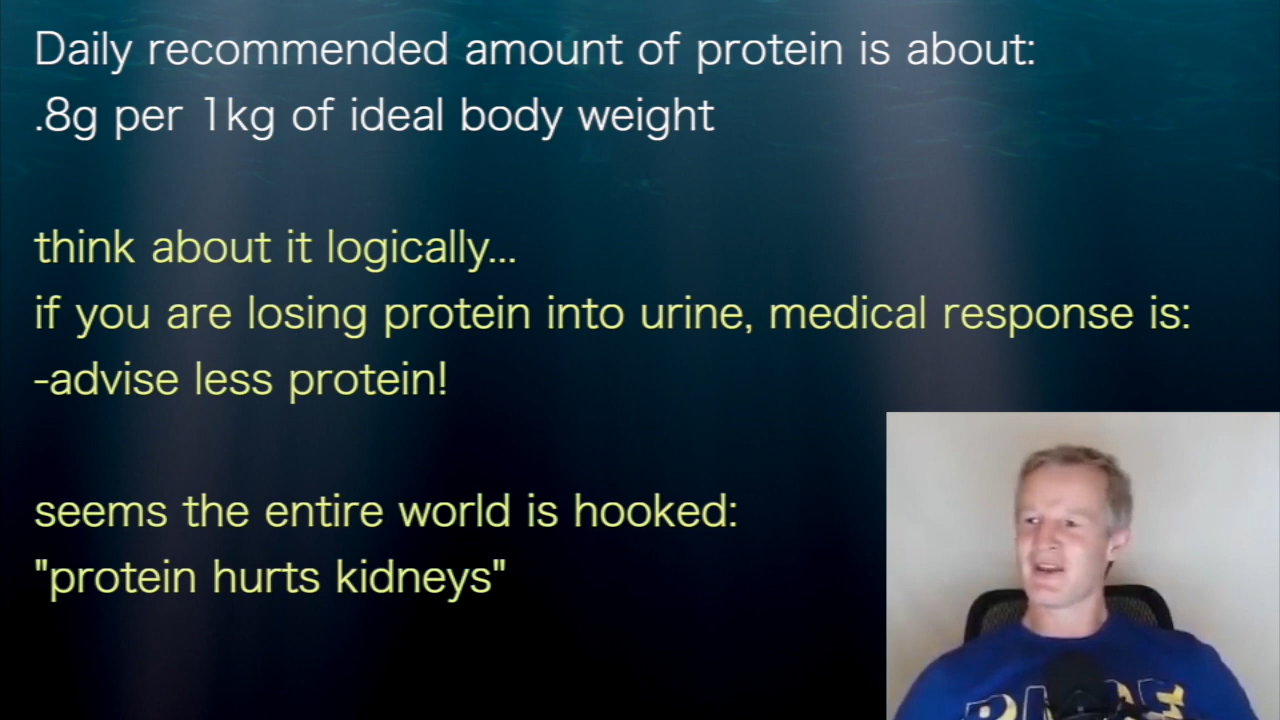 Daily recommended amount of protein is about:
.8g per 1kg of ideal body weight
think about it logically...
if you are losing protein into urine, medical response is:
-advise less protein!
seems the entire world is hooked:
"protein hurts kidneys"